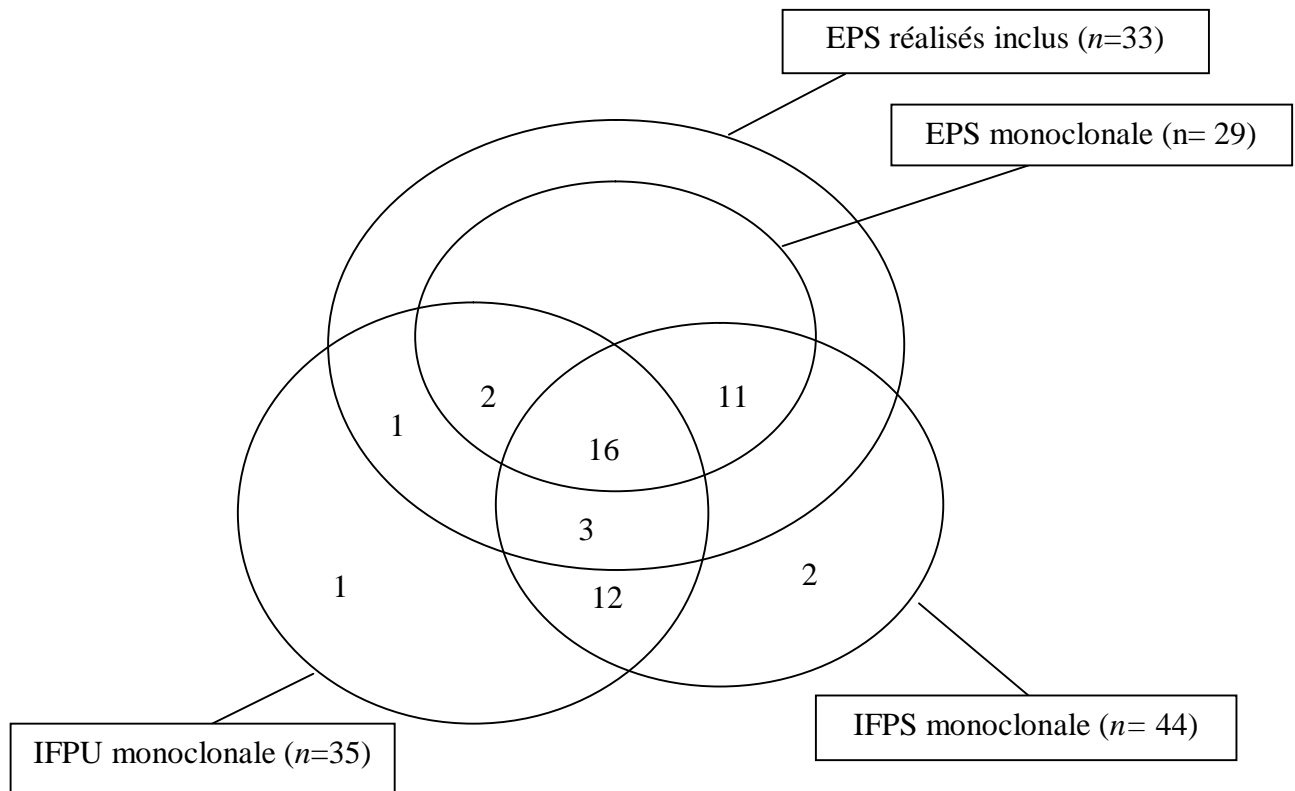 EPS réalisés inclus (n=33)
EPS monoclonale (n= 29)
2
11
1
16
3
1
12
2
IFPS monoclonale (n= 44)
IFPU monoclonale (n=35)